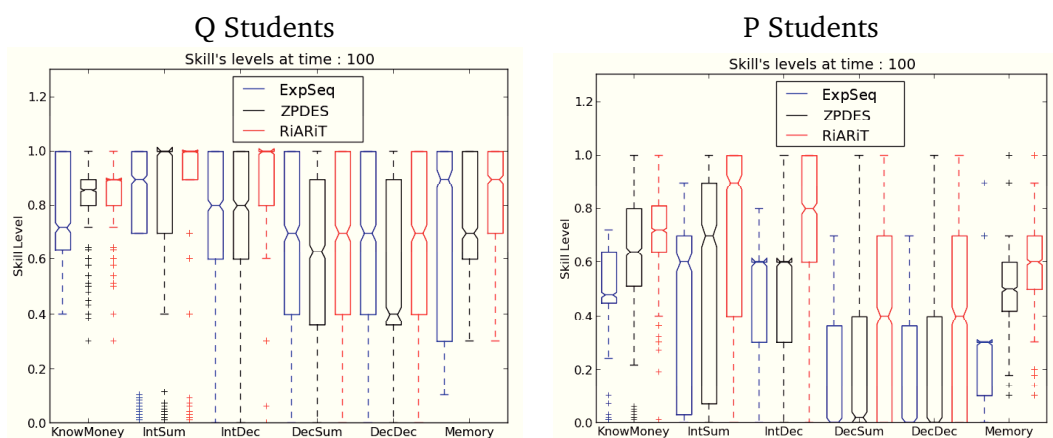 Q Students
Skill's levels at time : 100
ExpSeq
ZPDES
RiARiT
Skill Level
1.2
1.0
0.8
0.6
0.4
0.2
0.0
KnowMoney IntSum IntDec DecSum DecDec Memory
P Students
Skill's levels at time : 100
ExpSeq
ZPDES
RiARiT
Skill Level
1.2
1.0
0.8
0.6
0.4
0.2
0.0
KnowMoney IntSum IntDec DecSum DecDec Memory